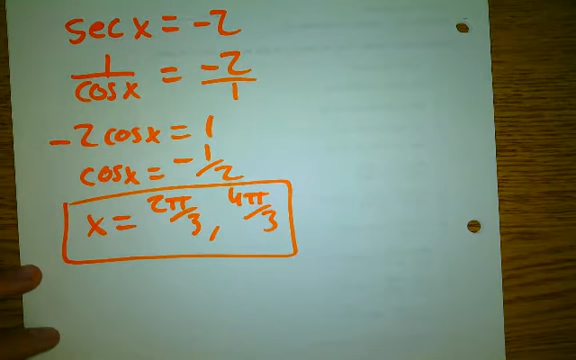 sec x = -2
1/cos x = -2/1
-2 cos x = 1
cos x = -1/2
x = 2π/3, 4π/3